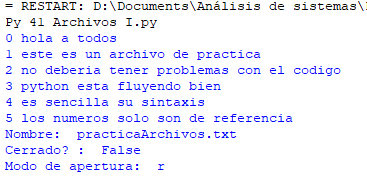 = RESTART: D:\Documents\Análisis de sistemas\
Py 41 Archivos I.py
0 hola a todos
1 este es un archivo de practica
2 no deberia tener problemas con el codigo
3 python esta fluyendo bien
4 es sencilla su sintaxis
5 los numeros solo son de referencia
Nombre:  practicaArchivos.txt
Cerrado? :  False
Modo de apertura:  r